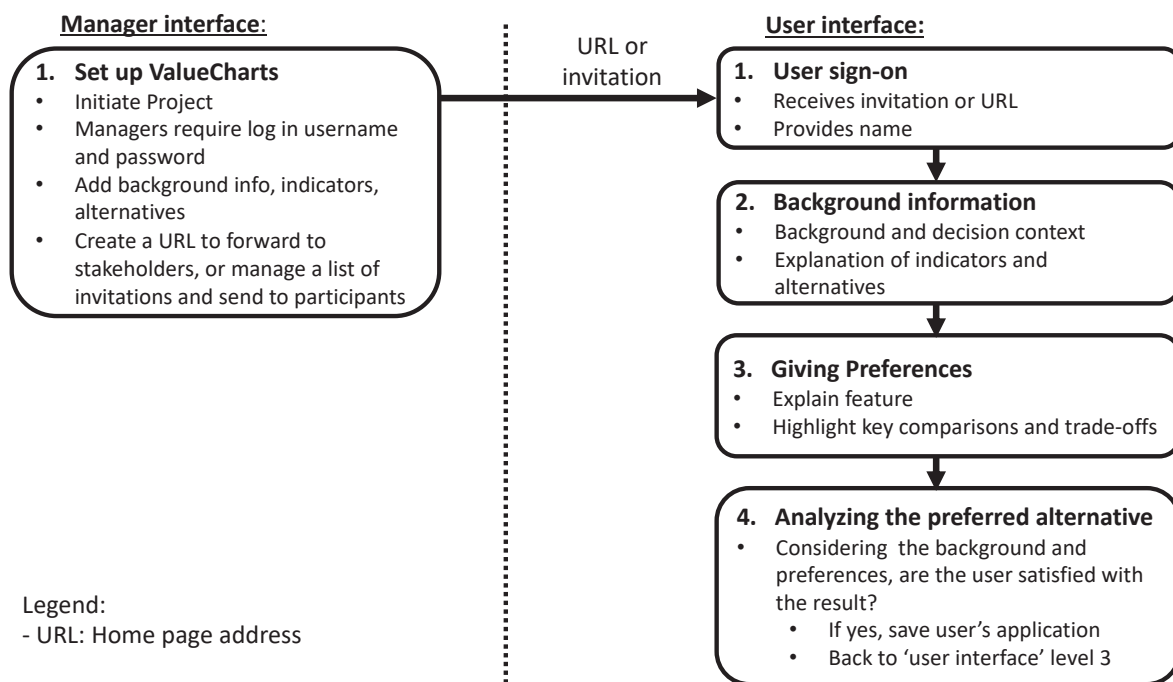 Manager interface:
1. Set up ValueCharts
• Initiate Project
• Managers require log in username
and password
• Add background info, indicators,
alternatives
• Create a URL to forward to
stakeholders, or manage a list of
invitations and send to participants
URL or
invitation
User interface:
1. User sign-on
• Receives invitation or URL
• Provides name
2. Background information
• Background and decision context
• Explanation of indicators and
alternatives
3. Giving Preferences
• Explain feature
• Highlight key comparisons and trade-offs
4. Analyzing the preferred alternative
• Considering the background and
preferences, are the user satisfied with
the result?
• If yes, save user’s application
• Back to ‘user interface’ level 3
Legend:
- URL: Home page address